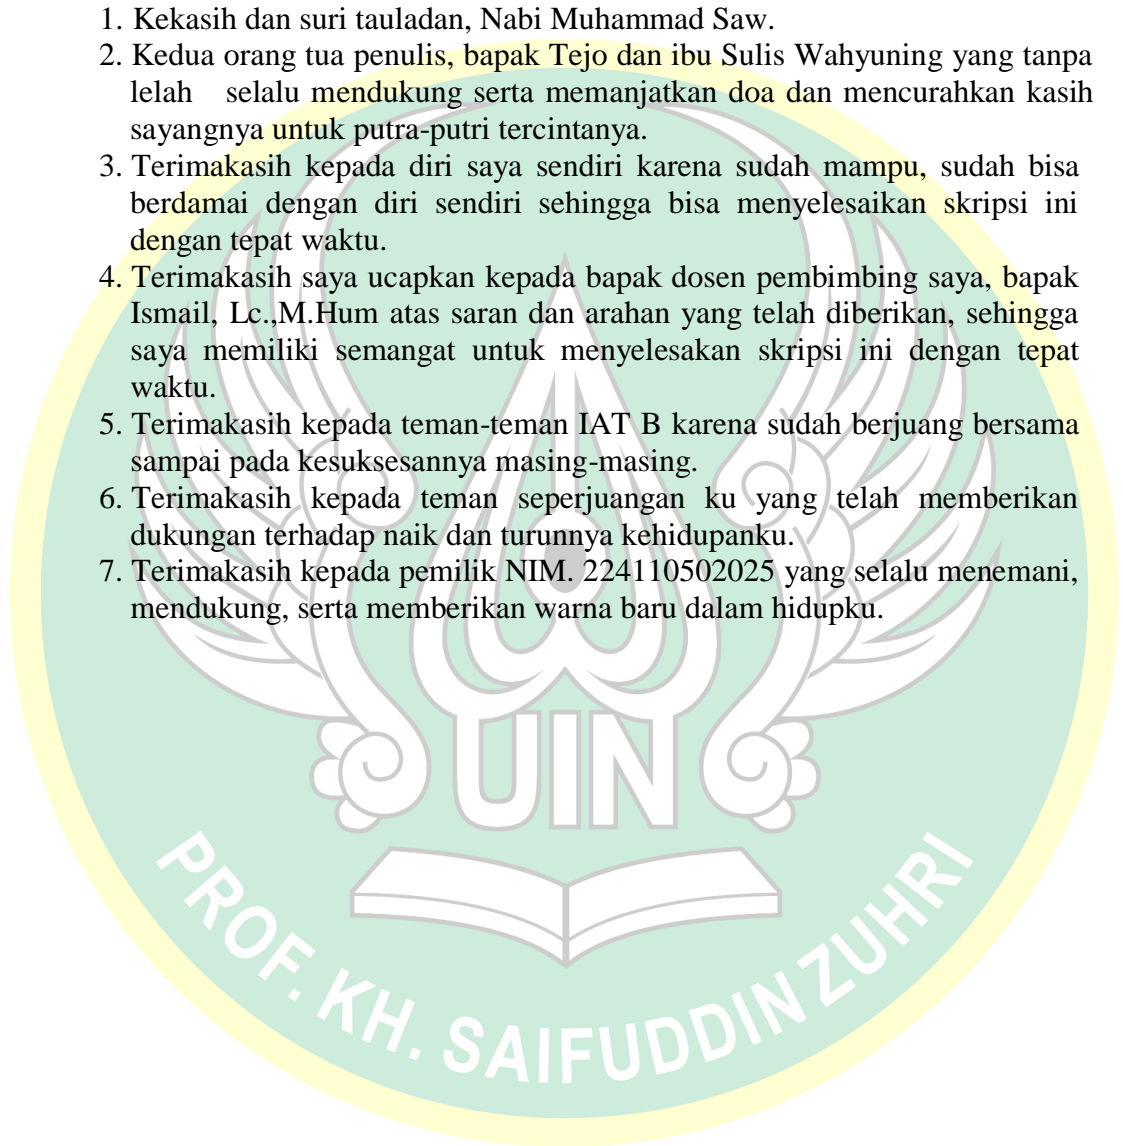 1. Kekasih dan suri tauladan, Nabi Muhammad Saw.
2. Kedua orang tua penulis, bapak Tejo dan ibu Sulis Wahyuning yang tanpa
lelah selalu mendukung serta memanjatkan doa dan mencurahkan kasih
sayangnya untuk putra-putri tercintanya.
3. Terimakasih kepada diri saya sendiri karena sudah mampu, sudah bisa
berdamai dengan diri sendiri sehingga bisa menyelesaikan skripsi ini
dengan tepat waktu.
4. Terimakasih saya ucapkan kepada bapak dosen pembimbing saya, bapak
Ismail, Lc.,M.Hum atas saran dan arahan yang telah diberikan, sehingga
saya memiliki semangat untuk menyelesakan skripsi ini dengan tepat
waktu.
5. Terimakasih kepada teman-teman IAT B karena sudah berjuang bersama
sampai pada kesuksesannya masing-masing.
6. Terimakasih kepada teman seperjuangan ku yang telah memberikan
dukungan terhadap naik dan turunnya kehidupanku.
7. Terimakasih kepada pemilik NIM. 224110502025 yang selalu menemani,
mendukung, serta memberikan warna baru dalam hidupku.
UIN
PROF. KH. SAIFUDDIN ZUHRI